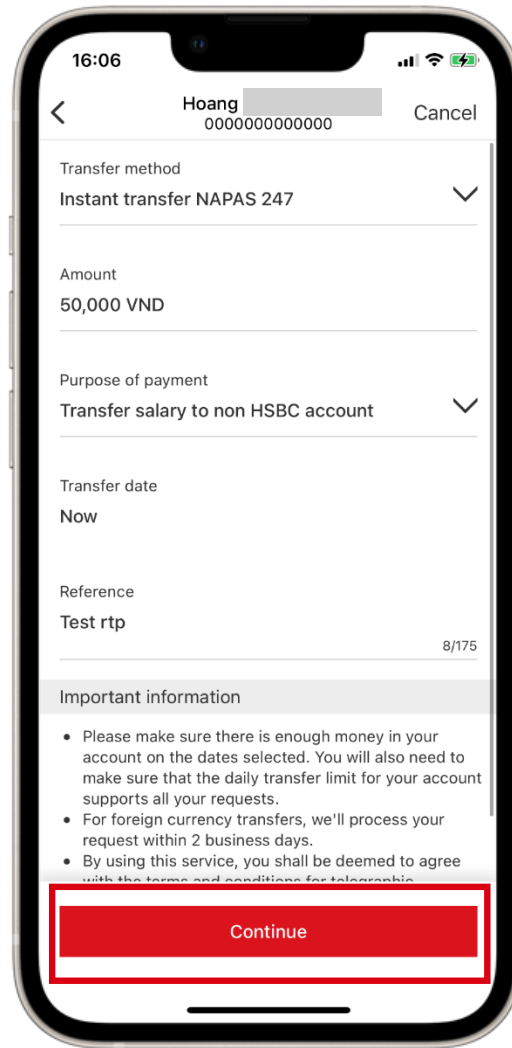 16:06
Hoang
0000000000000
Cancel
Transfer method
Instant transfer NAPAS 247
Amount
50,000 VND
Purpose of payment
Transfer salary to non HSBC account
Transfer date
Now
Reference
Test rtp
8/175
Important information
• Please make sure there is enough money in your
account on the dates selected. You will also need to
make sure that the daily transfer limit for your account
supports all your requests.
• For foreign currency transfers, we'll process your
request within 2 business days.
• By using this service, you shall be deemed to agree
with the terms and conditions for telegraphic
Continue